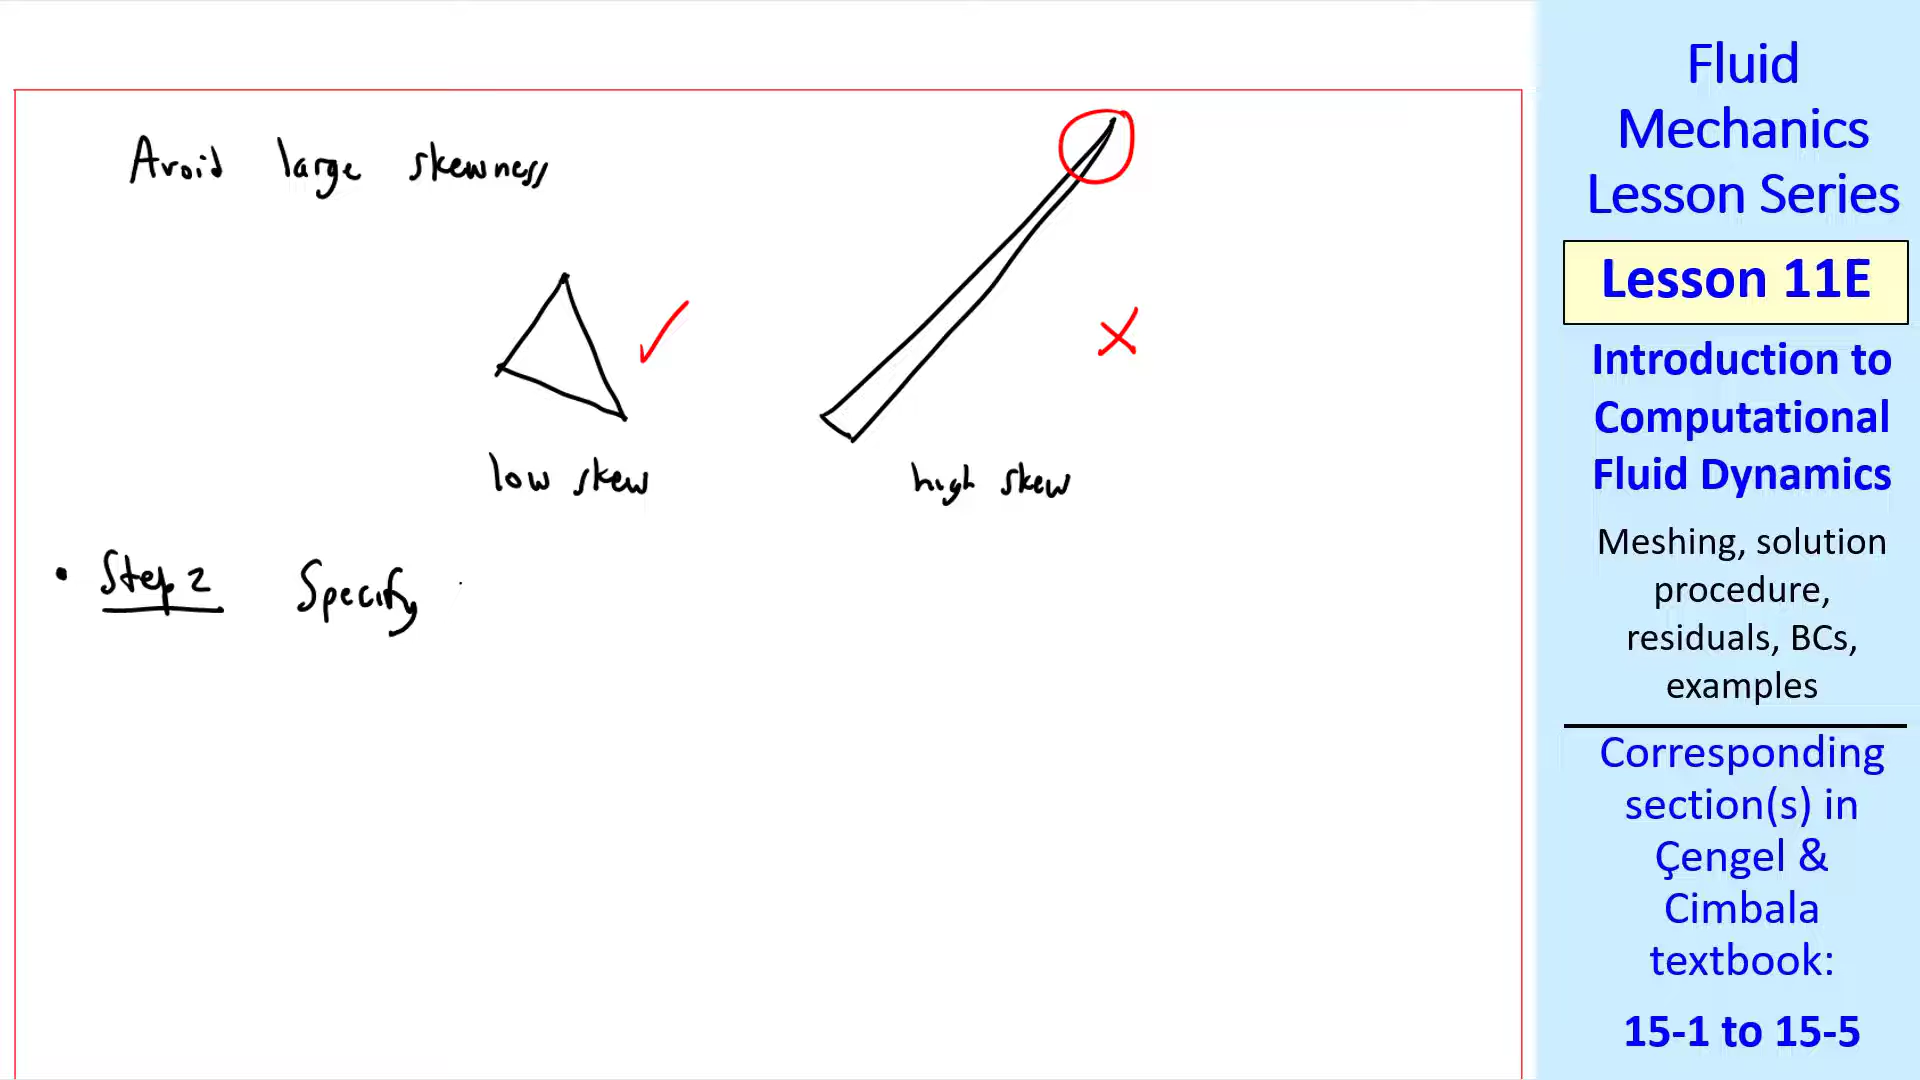 Avoid large skewness
low skew
high skew
• Step 2 Specify
Fluid
Mechanics
Lesson Series
Lesson 11E
Introduction to
Computational
Fluid Dynamics
Meshing, solution
procedure,
residuals, BCs,
examples
Corresponding
section(s) in
Çengel &
Cimbala
textbook:
15-1 to 15-5